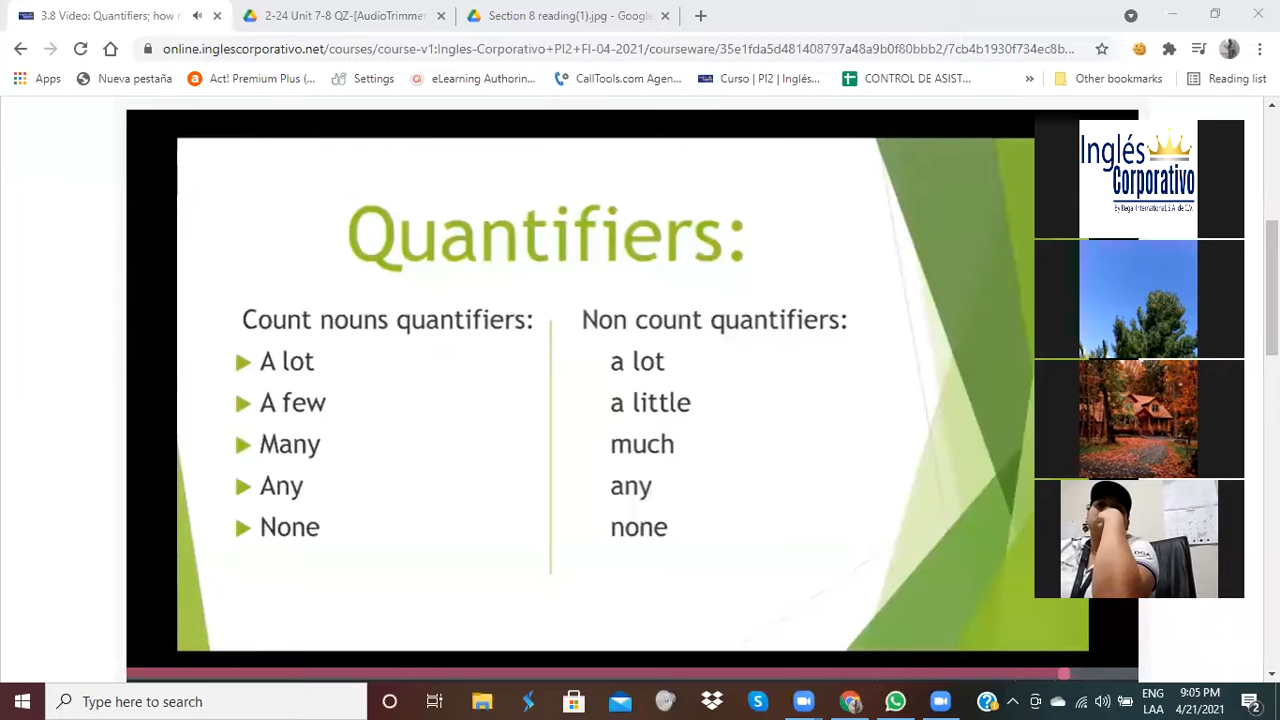 3.8 Video: Quantifiers; how
2-24 Unit 7-8 QZ-[AudioTrimmer
Section 8 reading(1).jpg - Google
online.inglescorporativo.net/courses/course-v1:Ingles-Corporativo+PI2+FI-04-2021/courseware/35e1fda5d481408797a48a9b0f80bbb2/7cb4b1930f734ec8b...
Apps
Nueva pestaña
Act! Premium Plus (...
Settings
eLearning Authorin...
CallTools.com Agen...
Curso | PI2 | Inglés...
CONTROL DE ASIST...
»
Other bookmarks
Reading list
Quantifiers:
Count nouns quantifiers:
A lot
A few
Many
Any
None
Non count quantifiers:
a lot
a little
much
any
none
Inglés
Corporativo
Type here to search
ENG
LAA
9:05 PM
4/21/2021
2